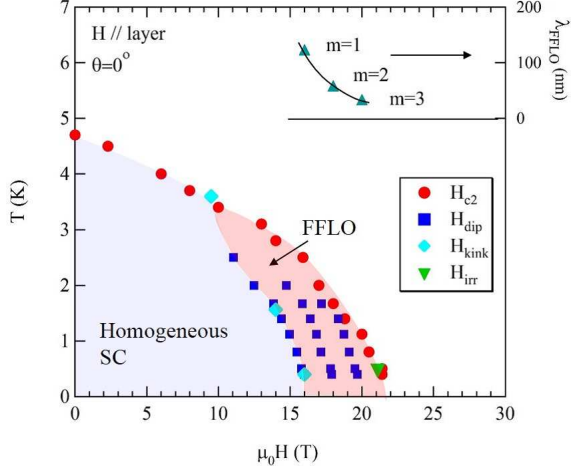 7
6
5
4
3
2
1
0
T (K)
H // layer
θ=0°
m=1
m=2
m=3
200
100
0
λFFLO (nm)
Hc2
Hdip
Hkink
Hirr
FFLO
Homogeneous
SC
0 5 10 15 20 25 30
μ0H (T)